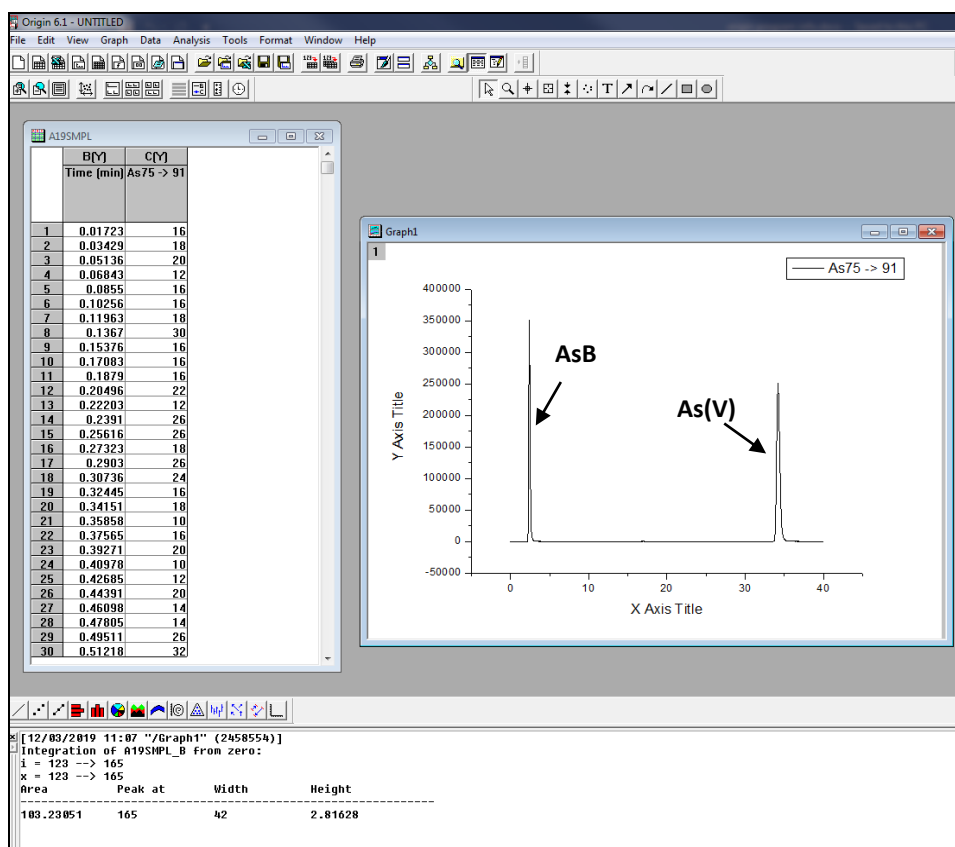 Origin 6.1 - UNTITLED
File Edit View Graph Data Analysis Tools Format Window Help
A19SMPL
B(Y) C(Y)
Time (min) As75 -> 91
1 0.01723 16
2 0.03429 18
3 0.05136 20
4 0.06843 12
5 0.0855 16
6 0.10256 16
7 0.11963 18
8 0.1367 30
9 0.15376 16
10 0.17083 16
11 0.1879 16
12 0.20496 22
13 0.22203 12
14 0.2391 26
15 0.25616 26
16 0.27323 18
17 0.2903 26
18 0.30736 24
19 0.32445 16
20 0.34151 18
21 0.35858 10
22 0.37565 16
23 0.39271 20
24 0.40978 10
25 0.42685 12
26 0.44391 20
27 0.46098 14
28 0.47805 14
29 0.49511 26
30 0.51218 32
Graph1
1
As75 -> 91
400000
350000
300000
250000
200000
150000
100000
50000
0
-50000
Y Axis Title
AsB
As(V)
0 10 20 30 40
X Axis Title
[12/03/2019 11:07 "/Graph1" (2458554)]
Integration of A19SMPL_B from zero:
i = 123 --> 165
x = 123 --> 165
Area Peak at Width Height
103.23051 165 42 2.81628